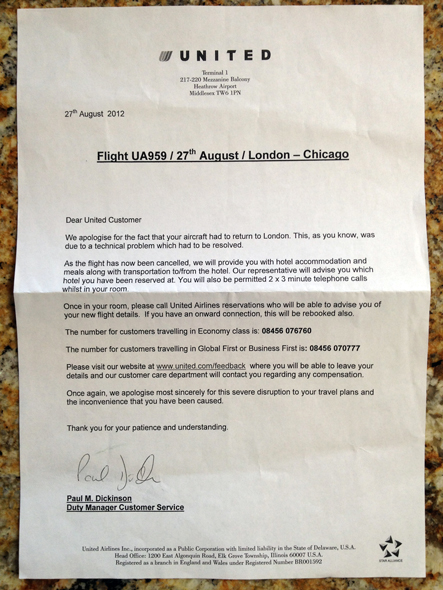 UNITED
Terminal 1
217-220 Mezzanine Balcony
Heathrow Airport
Middlesex TW6 1PN
27th August 2012
Flight UA959 / 27th August / London – Chicago
Dear United Customer
We apologise for the fact that your aircraft had to return to London. This, as you know, was
due to a technical problem which had to be resolved.
As the flight has now been cancelled, we will provide you with hotel accommodation and
meals along with transportation to/from the hotel. Our representative will advise you which
hotel you have been reserved at. You will also be permitted 2 x 3 minute telephone calls
whilst in your room
Once in your room, please call United Airlines reservations who will be able to advise you of
your new flight details. If you have an onward connection, this will be rebooked also.
The number for customers travelling in Economy class is: 08456 076760
The number for customers travelling in Global First or Business First is: 08456 070777
Please visit our website at www.united.com/feedback where you will be able to leave your
details and our customer care department will contact you regarding any compensation.
Once again, we apologise most sincerely for this severe disruption to your travel plans and
the inconvenience that you have been caused.
Thank you for your patience and understanding.
Paul M. Dickinson
Duty Manager Customer Service
United Airlines Inc., incorporated as a Public Corporation with limited liability in the State of Delaware, U.S.A.
Head Office: 1200 East Algonquin Road, Elk Grove Township, Illinois 60007 U.S.A.
Registered as a branch in England and Wales under Registered Number BR001592
STAR ALLIANCE